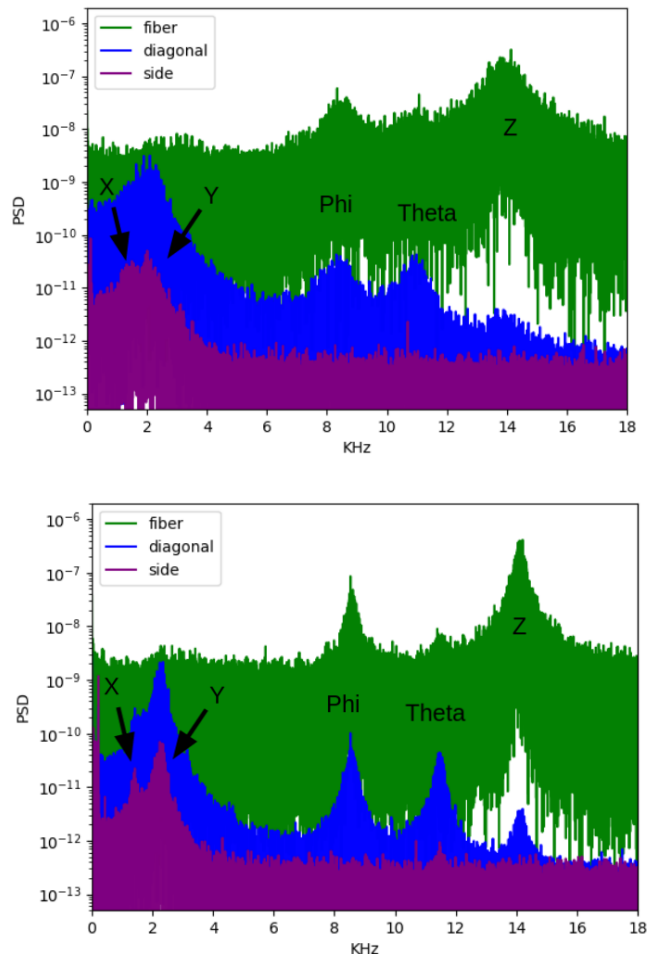 fiber
diagonal
side
10⁻⁶
10⁻⁷
10⁻⁸
10⁻⁹
10⁻¹⁰
10⁻¹¹
10⁻¹²
10⁻¹³
PSD
X
Y
Phi
Theta
Z
0 2 4 6 8 10 12 14 16 18
KHz
fiber
diagonal
side
10⁻⁶
10⁻⁷
10⁻⁸
10⁻⁹
10⁻¹⁰
10⁻¹¹
10⁻¹²
10⁻¹³
PSD
X
Y
Phi
Theta
Z
0 2 4 6 8 10 12 14 16 18
KHz